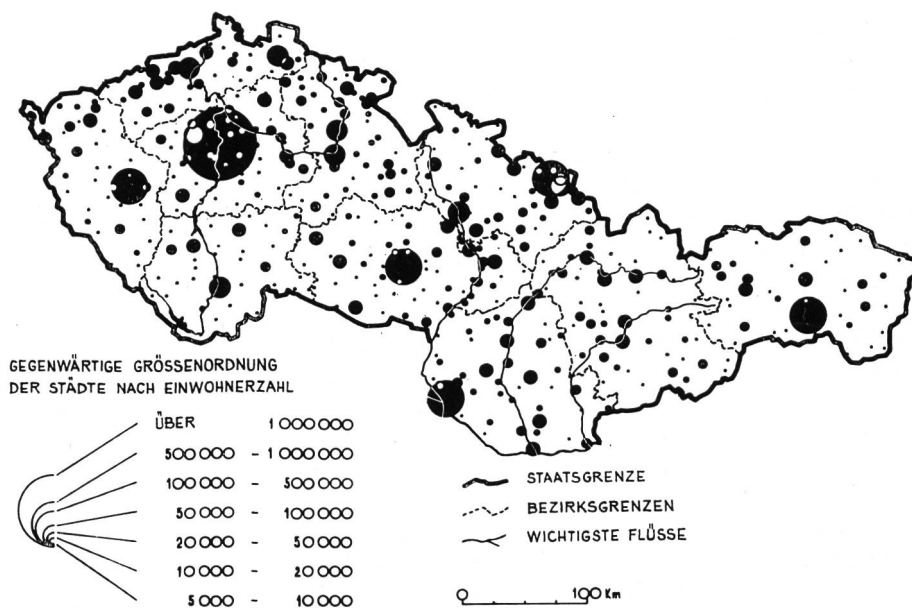 GEGENWÄRTIGE GRÖSSENORDNUNG
DER STÄDTE NACH EINWOHNERZAHL
ÜBER 1 000 000
500 000 - 1 000 000
100 000 - 500 000
50 000 - 100 000
20 000 - 50 000
10 000 - 20 000
5 000 - 10 000
STAATSGRENZE
BEZIRKSGRENZEN
WICHTIGSTE FLÜSSE
0 100 Km